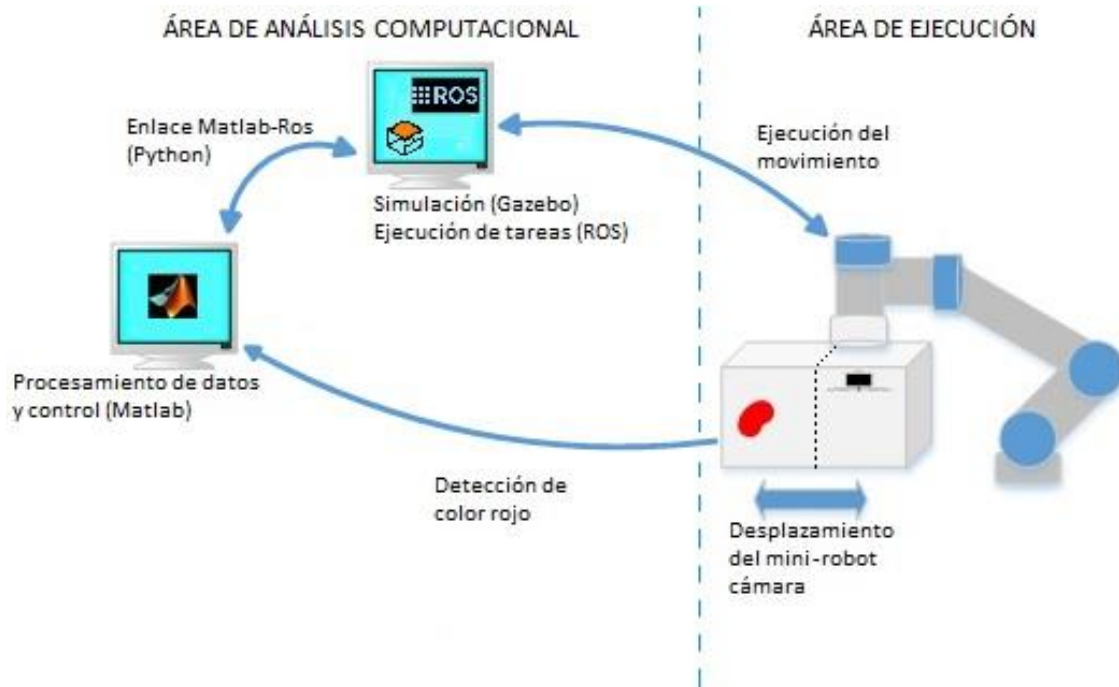 ÁREA DE ANÁLISIS COMPUTACIONAL
ÁREA DE EJECUCIÓN
ROS
Enlace Matlab-Ros
(Python)
Ejecución del
movimiento
Simulación (Gazebo)
Ejecución de tareas (ROS)
Procesamiento de datos
y control (Matlab)
Detección de
color rojo
Desplazamiento
del mini-robot
cámara